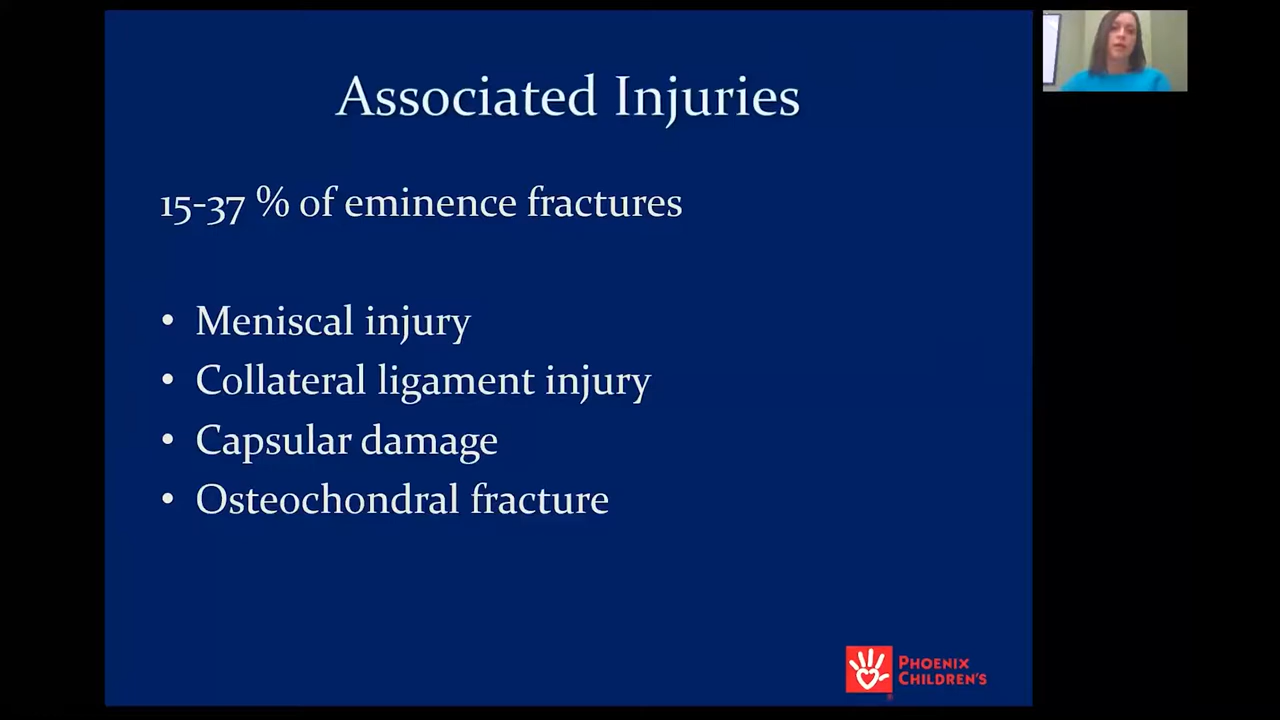 Associated Injuries
15-37 % of eminence fractures
• Meniscal injury
• Collateral ligament injury
• Capsular damage
• Osteochondral fracture
PHOENIX
CHILDREN'S